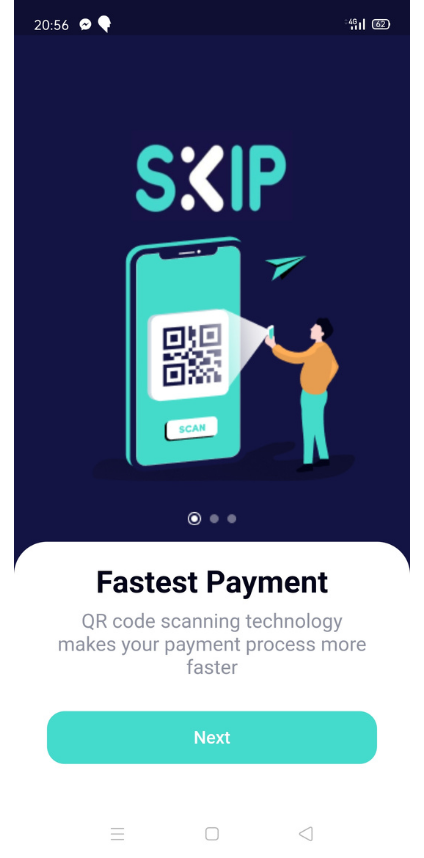 20:56
4G
62
SKIP
SCAN
Fastest Payment
QR code scanning technology
makes your payment process more
faster
Next